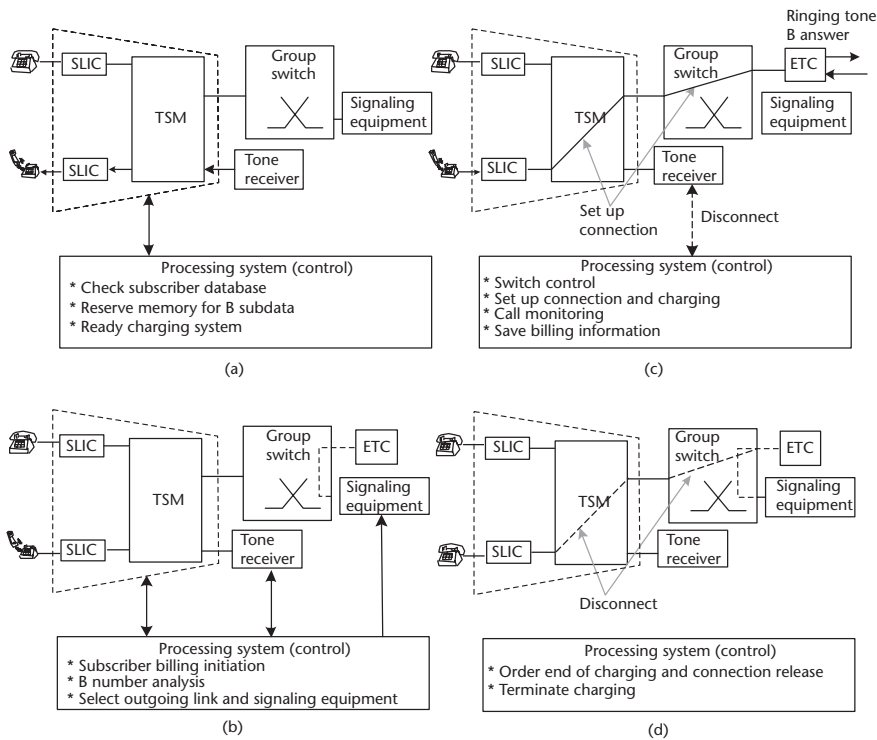 SLIC
TSM
SLIC
Group
switch
Signaling
equipment
Tone
receiver
Processing system (control)
* Check subscriber database
* Reserve memory for B subdata
* Ready charging system
(a)
Ringing tone
B answer
SLIC
TSM
SLIC
Group
switch
ETC
Signaling
equipment
Tone
receiver
Set up
connection
Disconnect
Processing system (control)
* Switch control
* Set up connection and charging
* Call monitoring
* Save billing information
(c)
SLIC
TSM
SLIC
Group
switch
ETC
Signaling
equipment
Tone
receiver
Processing system (control)
* Subscriber billing initiation
* B number analysis
* Select outgoing link and signaling equipment
(b)
SLIC
TSM
SLIC
Group
switch
ETC
Signaling
equipment
Tone
receiver
Disconnect
Processing system (control)
* Order end of charging and connection release
* Terminate charging
(d)